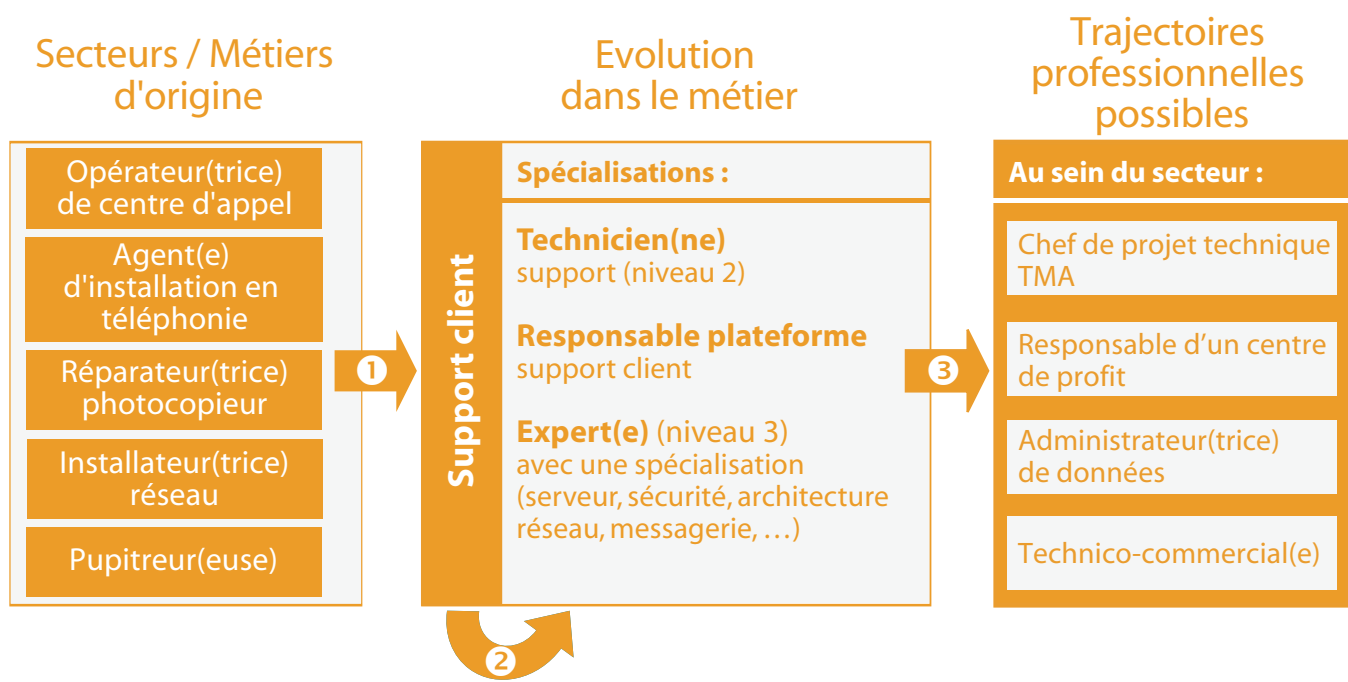 Secteurs / Métiers
d'origine
Opérateur(trice)
de centre d'appel
Agent(e)
d'installation en
téléphonie
Réparateur(trice)
photocopieur
Installateur(trice)
réseau
Pupitreur(euse)
1
Evolution
dans le métier
Support client
Spécialisations :
Technicien(ne)
support (niveau 2)
Responsable plateforme
support client
Expert(e) (niveau 3)
avec une spécialisation
(serveur, sécurité, architecture
réseau, messagerie, …)
2
3
Trajectoires
professionnelles
possibles
Au sein du secteur :
Chef de projet technique
TMA
Responsable d’un centre
de profit
Administrateur(trice)
de données
Technico-commercial(e)